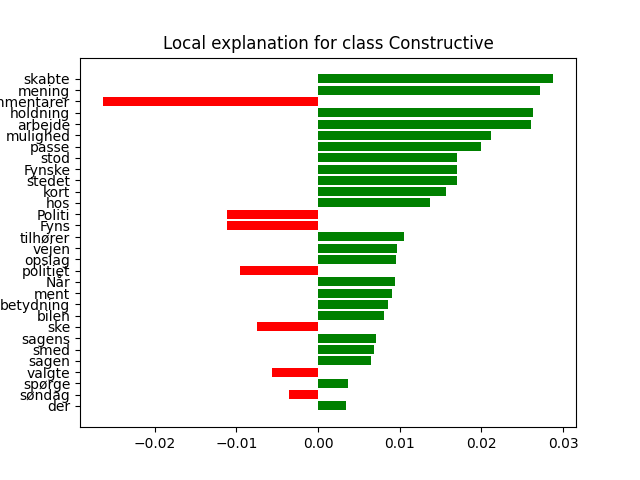 Local explanation for class Constructive
skabte
mening
mmentarer
holdning
arbejde
mulighed
passe
stod
Fynske
stedet
kort
hos
Politi
Fyns
tilhører
vejen
opslag
politiet
Når
ment
betydning
bilen
ske
sagens
smed
sagen
valgte
spørge
søndag
der
−0.02 −0.01 0.00 0.01 0.02 0.03